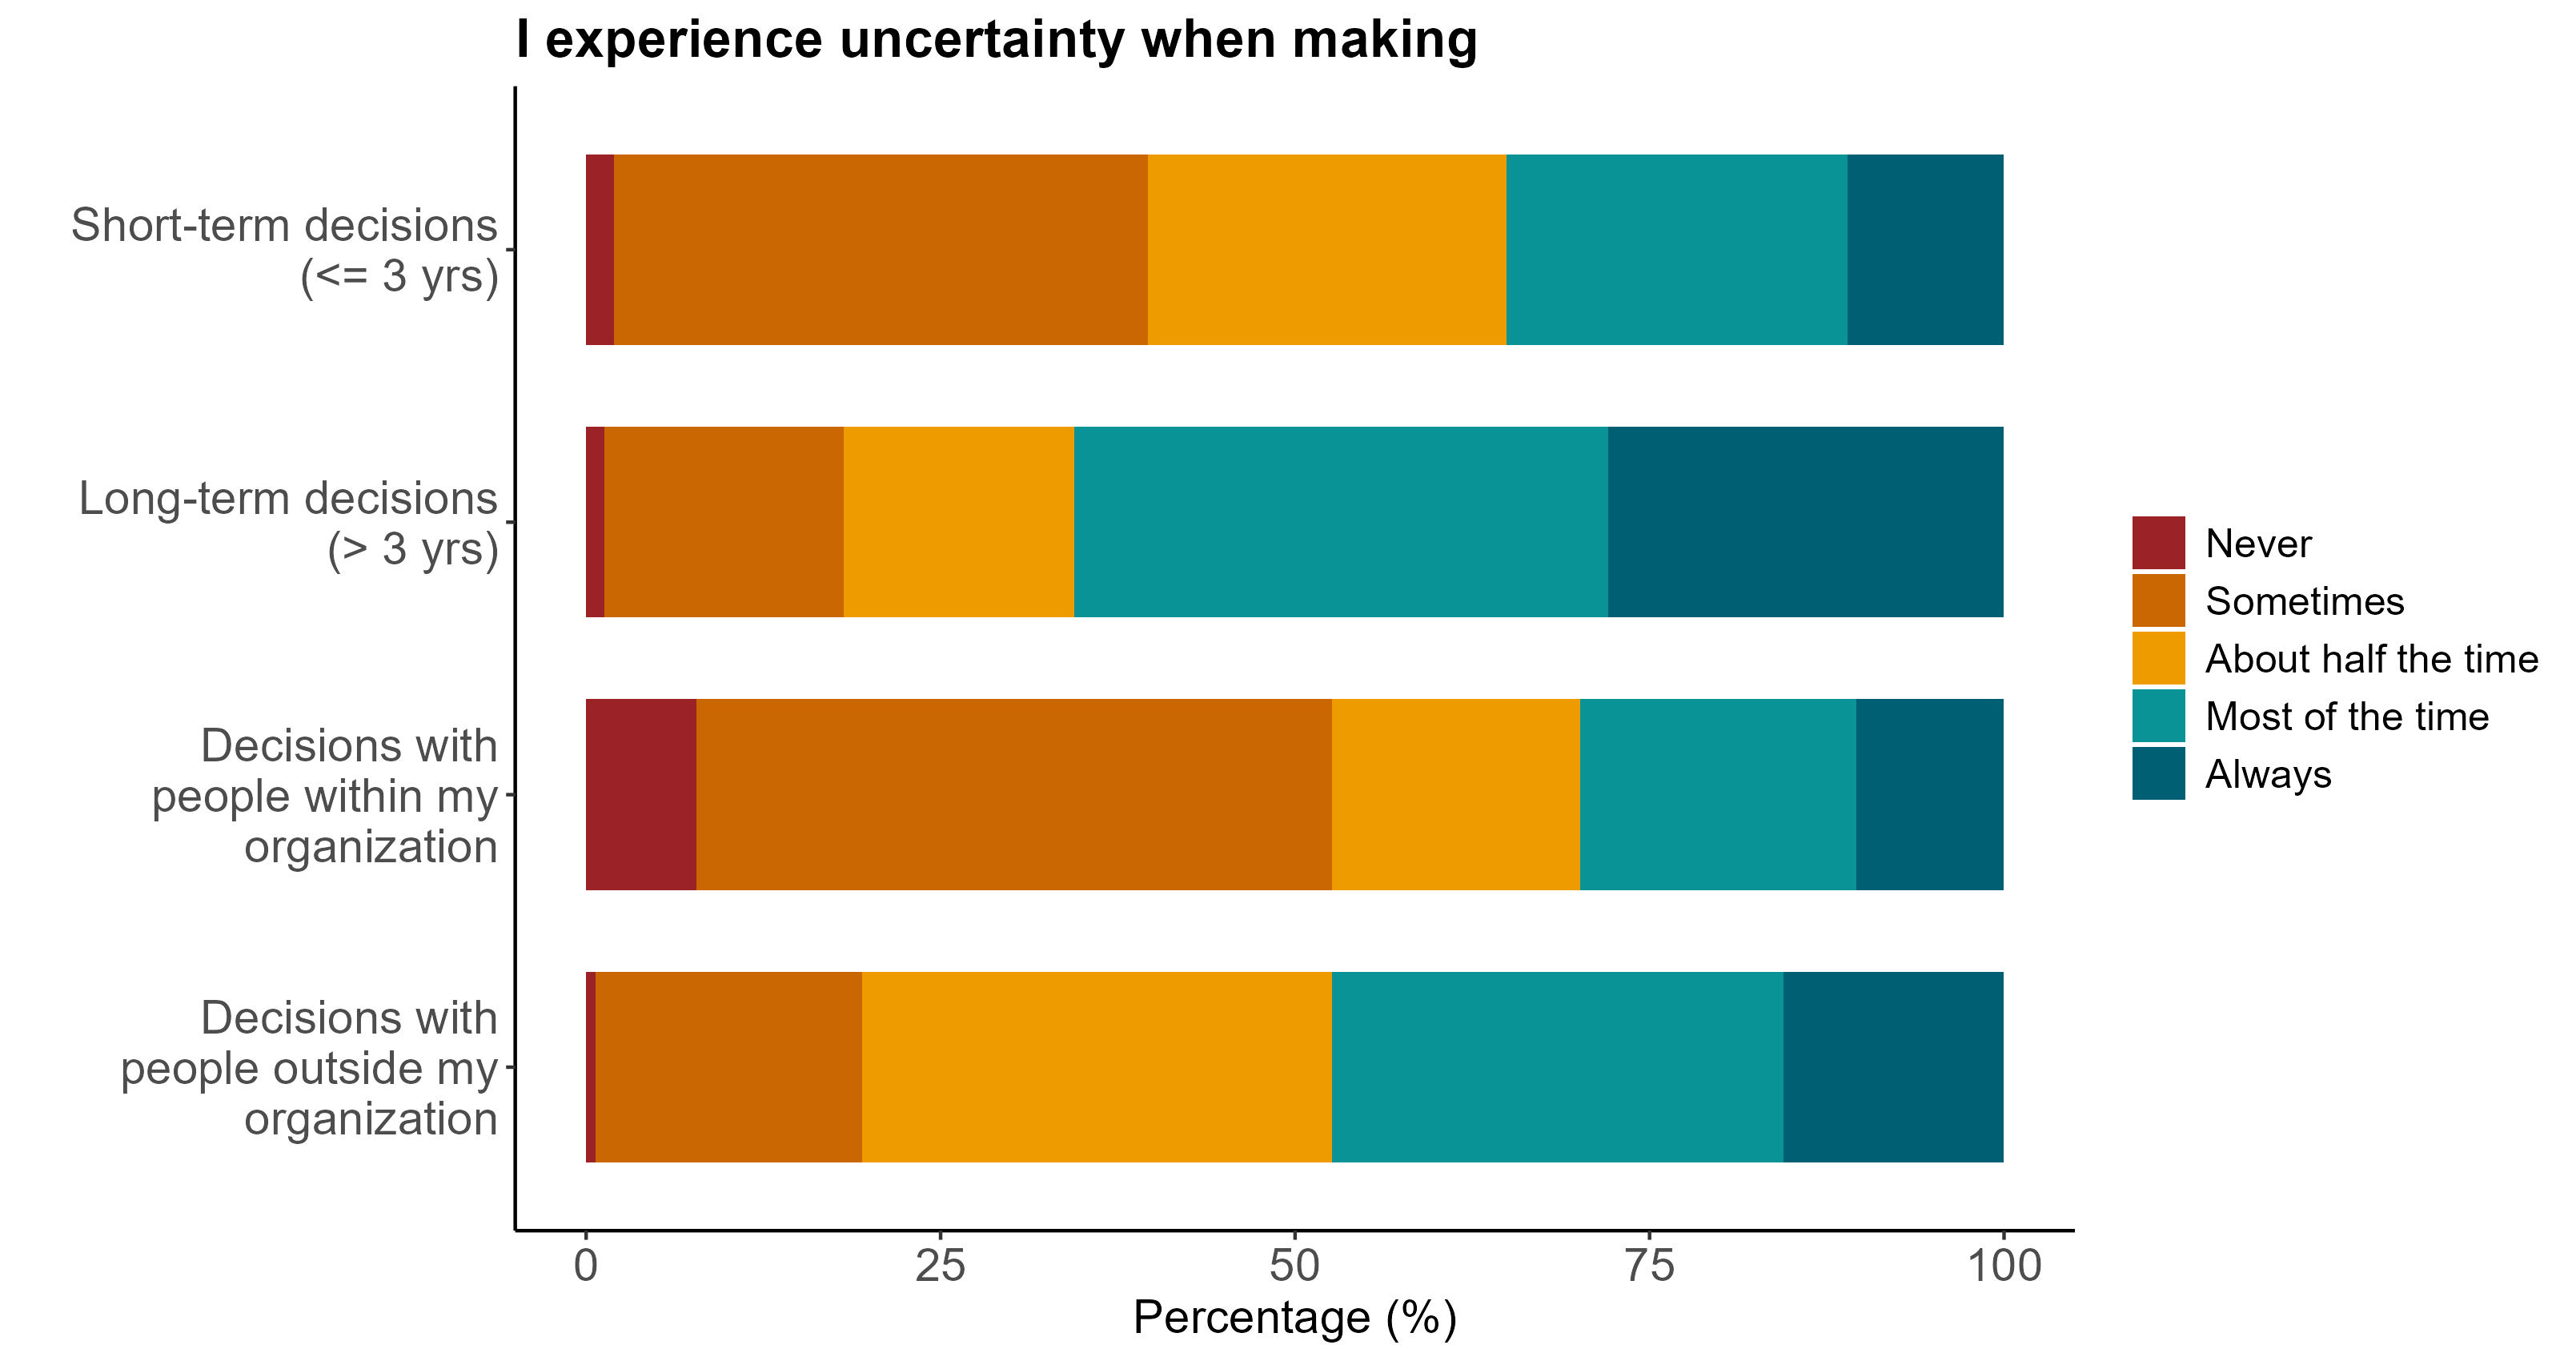 I experience uncertainty when making
Short-term decisions
(<= 3 yrs)
Long-term decisions
(> 3 yrs)
Decisions with
people within my
organization
Decisions with
people outside my
organization
0 25 50 75 100
Percentage (%)
Never
Sometimes
About half the time
Most of the time
Always